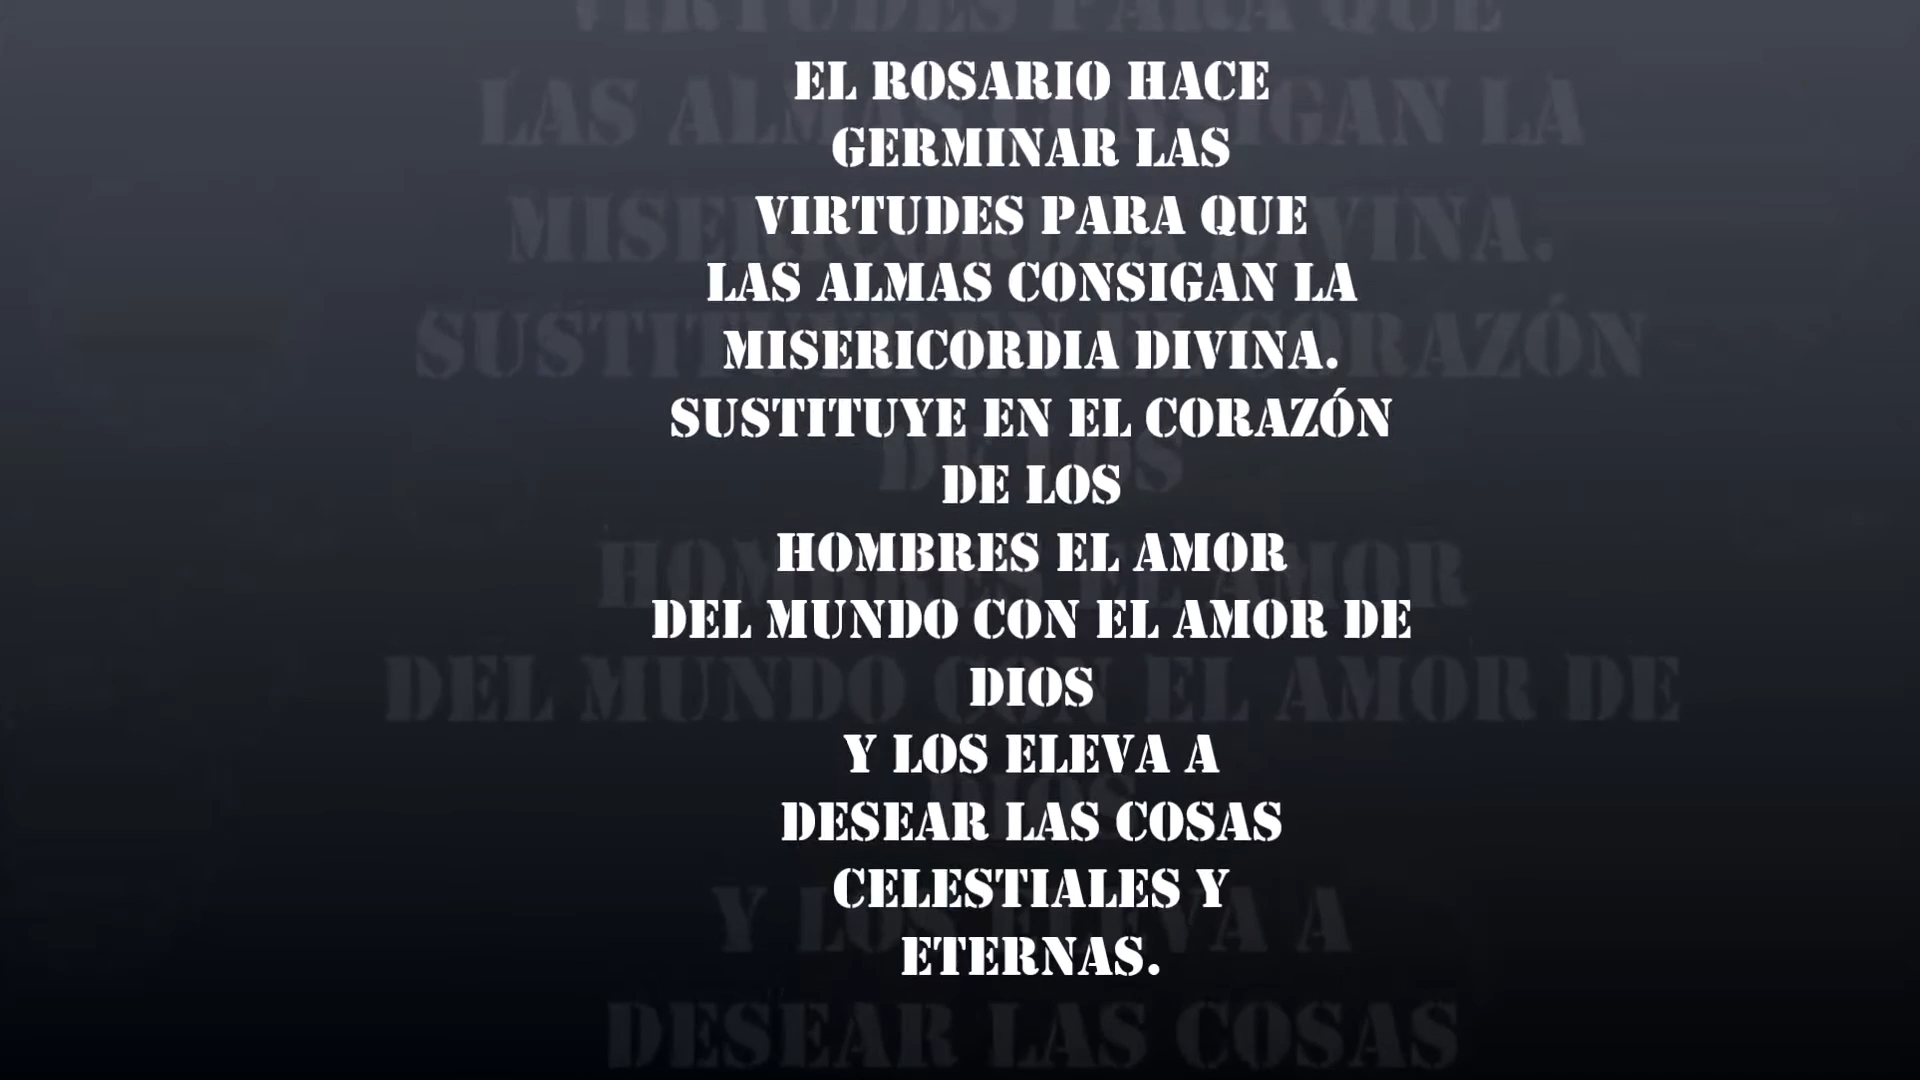 EL ROSARIO HACE
GERMINAR LAS
VIRTUDES PARA QUE
LAS ALMAS CONSIGAN LA
MISERICORDIA DIVINA.
SUSTITUYE EN EL CORAZÓN
DE LOS
HOMBRES EL AMOR
DEL MUNDO CON EL AMOR DE
DIOS
Y LOS ELEVA A
DESEAR LAS COSAS
CELESTIALES Y
ETERNAS.